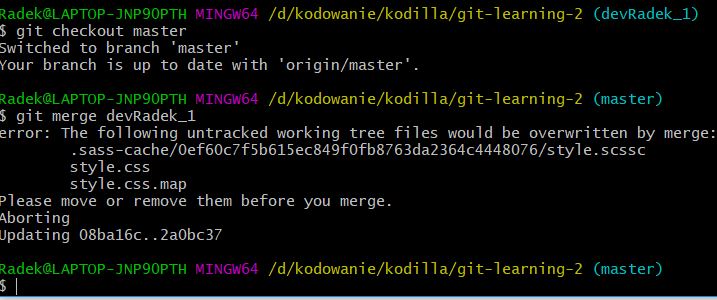 Radek@LAPTOP-JNP9OPTH MINGW64 /d/kodowanie/kodilla/git-learning-2 (devRadek_1)
$ git checkout master
Switched to branch 'master'
Your branch is up to date with 'origin/master'.
Radek@LAPTOP-JNP9OPTH MINGW64 /d/kodowanie/kodilla/git-learning-2 (master)
$ git merge devRadek_1
error: The following untracked working tree files would be overwritten by merge:
.sass-cache/0ef60c7f5b615ec849f0fb8763da2364c4448076/style.scssc
style.css
style.css.map
Please move or remove them before you merge.
Aborting
Updating 08ba16c..2a0bc37
Radek@LAPTOP-JNP9OPTH MINGW64 /d/kodowanie/kodilla/git-learning-2 (master)
$